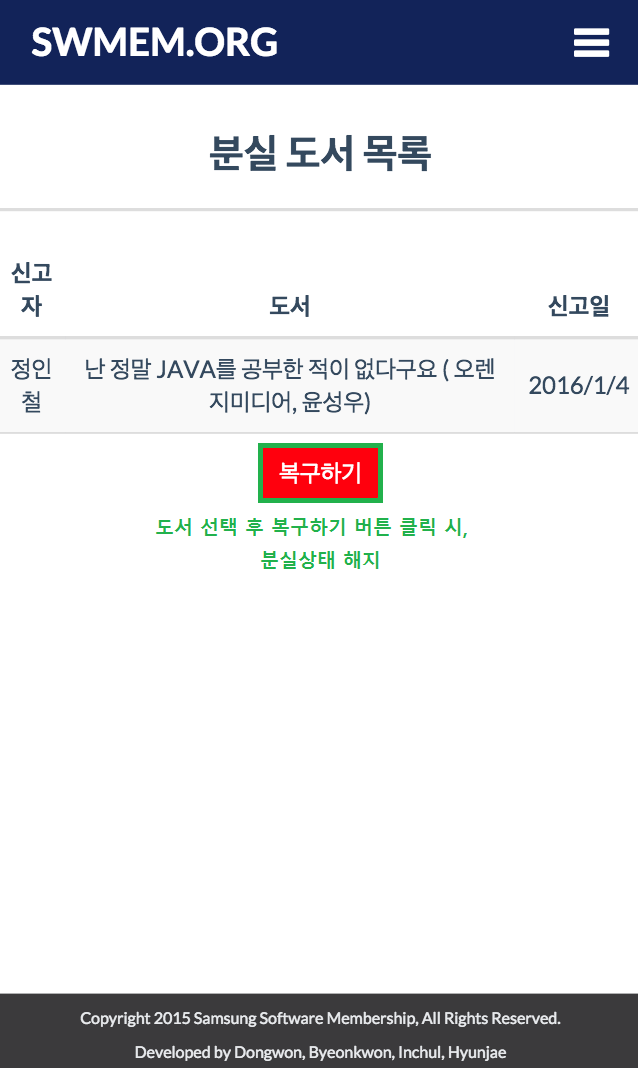 SWMEM.ORG
분실 도서 목록
신고
자
도서
신고일
정인
철
난 정말 JAVA를 공부한 적이 없다구요 ( 오렌
지미디어, 윤성우)
2016/1/4
복구하기
도서 선택 후 복구하기 버튼 클릭 시,
분실상태 해지
Copyright 2015 Samsung Software Membership, All Rights Reserved.
Developed by Dongwon, Byeonkwon, Inchul, Hyunjae